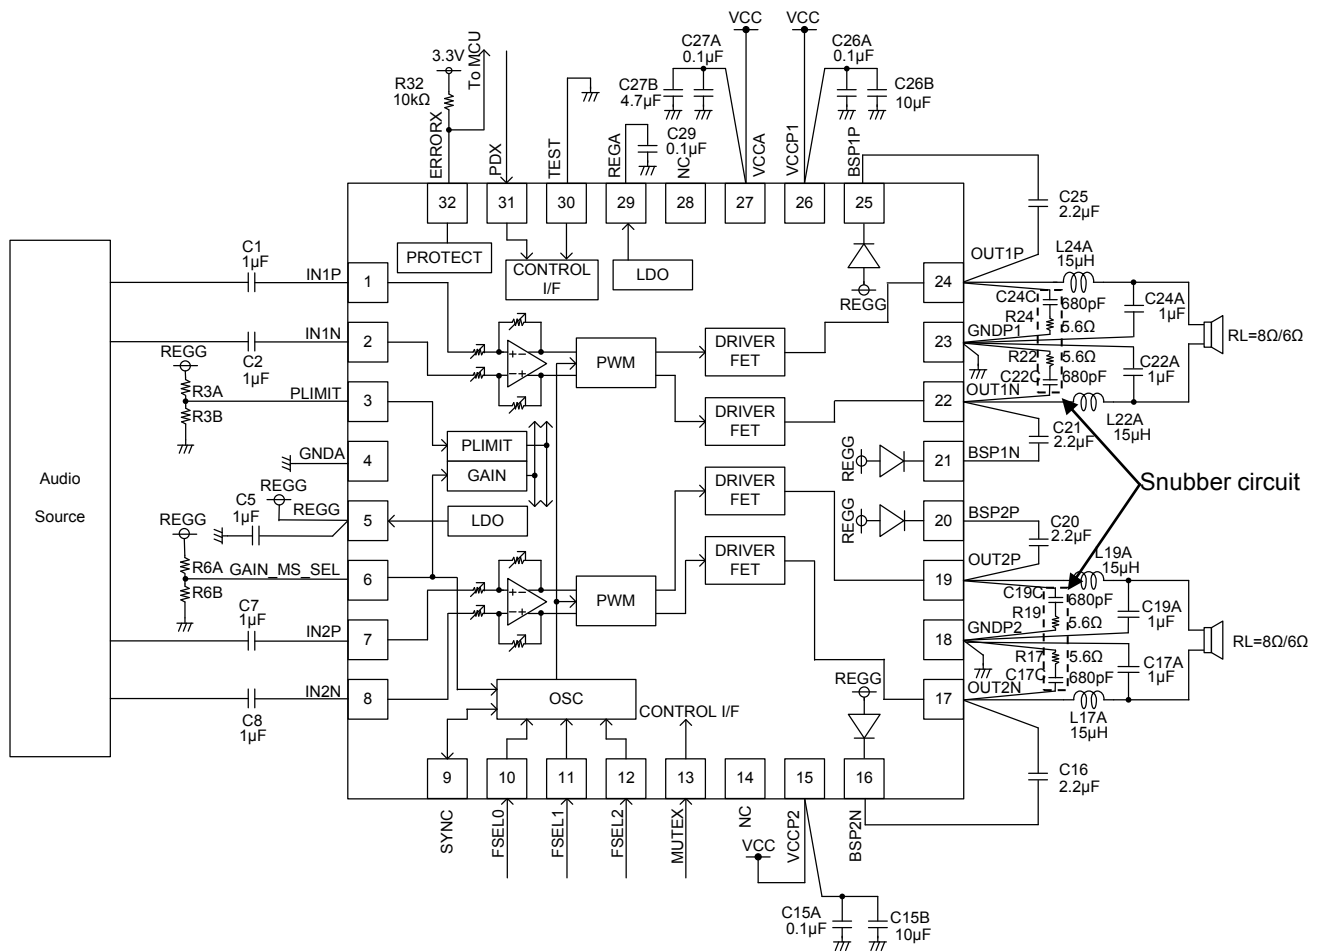 VCC
VCC
C27A
0.1µF
C26A
0.1µF
3.3V
To MCU
R32
10kΩ
C27B
4.7µF
C26B
10µF
ERRORX
PDX
TEST
REGA
C29
0.1µF
NC
VCCA
VCCP1
BSP1P
32
31
30
29
28
27
26
25
C25
2.2µF
PROTECT
CONTROL
I/F
LDO
REGG
OUT1P
L24A
15µH
C1
1µF
IN1P
1
24
C24C
680pF
C24A
1µF
R24
5.6Ω
IN1N
2
C2
1µF
PWM
DRIVER
FET
23
GNDP1
RL=8Ω/6Ω
R22
5.6Ω
C22A
1µF
C22C
680pF
REGG
R3A
R3B
PLIMIT
3
DRIVER
FET
22
OUT1N
L22A
15µH
C21
2.2µF
PLIMIT
GAIN
GNDA
4
REGG
21
BSP1N
Snubber circuit
Audio
Source
REGG
C5
1µF
REGG
5
LDO
DRIVER
FET
REGG
20
BSP2P
C20
2.2µF
REGG
R6A
R6B
GAIN_MS_SEL
6
DRIVER
FET
19
OUT2P
L19A
15µH
C19C
680pF
C19A
1µF
R19
5.6Ω
PWM
C7
1µF
IN2P
7
18
GNDP2
RL=8Ω/6Ω
R17
5.6Ω
C17A
1µF
C17C
680pF
IN2N
8
C8
1µF
OSC
CONTROL I/F
REGG
17
OUT2N
L17A
15µH
9
10
11
12
13
14
15
16
C16
2.2µF
SYNC
FSEL0
FSEL1
FSEL2
MUTEX
NC
VCCP2
BSP2N
VCC
C15A
0.1µF
C15B
10µF